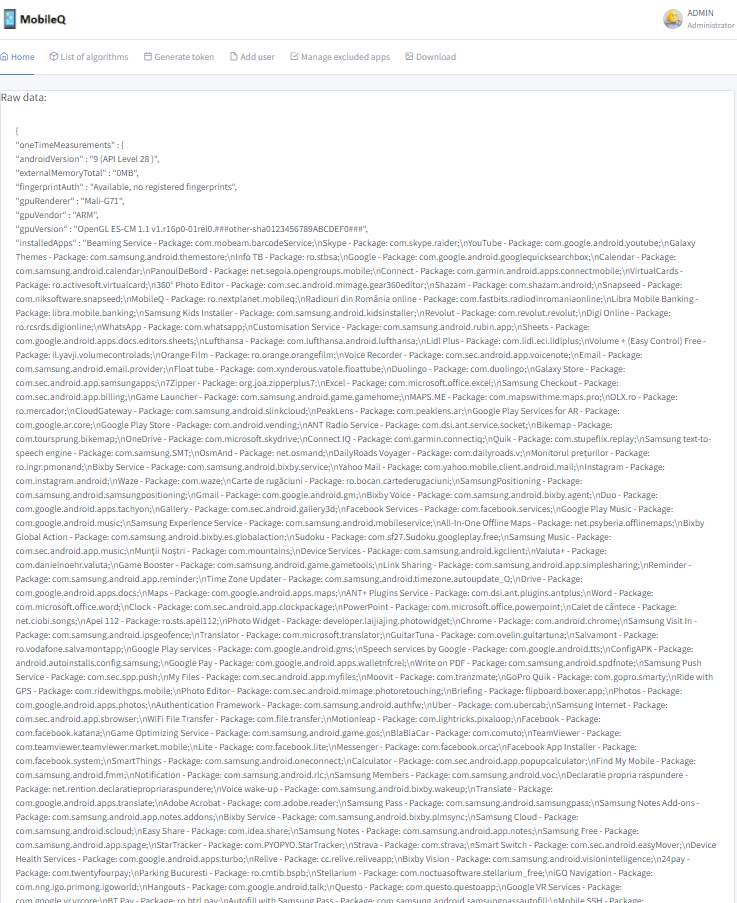 MobileQ
ADMIN
Administrator
Home
List of algorithms
Generate token
Add user
Manage excluded apps
Download
Raw data:
{
"oneTimeMeasurements" : {
"androidVersion" : "9 (API Level 28 )",
"externalMemoryTotal" : "0MB",
"fingerprintAuth" : "Available, no registered fingerprints",
"gpuRenderer" : "Mali-G71",
"gpuVendor" : "ARM",
"gpuVersion" : "OpenGL ES-CM 1.1 v1.r16p0-01rel0.###other-sha0123456789ABCDEF0###",
"installedApps" : "Beaming Service - Package: com.mobeam.barcodeService;\nSkype - Package: com.skype.raider;\nYouTube - Package: com.google.android.youtube;\nGalaxy
Themes - Package: com.samsung.android.themestore;\nInfo TB - Package: ro.stbsa;\nGoogle - Package: com.google.android.googlequicksearchbox;\nCalendar - Package:
com.samsung.android.calendar;\nPanoulDeBord - Package: net.segoia.opengroups.mobile;\nConnect - Package: com.garmin.android.apps.connectmobile;\nVirtualCards -
Package: ro.activesoft.virtualcard;\n360° Photo Editor - Package: com.sec.android.mimage.gear360editor;\nShazam - Package: com.shazam.android;\nSnapseed - Package:
com.niksoftware.snapseed;\nMobileQ - Package: ro.nextplanet.mobileq;\nRadiouri din România online - Package: com.fastbits.radiodinromaniaonline;\nLibra Mobile Banking -
Package: libra.mobile.banking;\nSamsung Kids Installer - Package: com.samsung.android.kidsinstaller;\nRevolut - Package: com.revolut.revolut;\nDigi Online - Package:
ro.rcsrds.digionline;\nWhatsApp - Package: com.whatsapp;\nCustomisation Service - Package: com.samsung.android.rubin.app;\nSheets - Package:
com.google.android.apps.docs.editors.sheets;\nLufthansa - Package: com.lufthansa.android.lufthansa;\nLidl Plus - Package: com.lidl.eci.lidlplus;\nVolume + (Easy Control) Free -
Package: il.yavji.volumecontrolads;\nOrange Film - Package: ro.orange.orangefilm;\nVoice Recorder - Package: com.sec.android.app.voicenote;\nEmail - Package:
com.samsung.android.email.provider;\nFloat tube - Package: com.xynderous.vatole.floattube;\nDuolingo - Package: com.duolingo;\nGalaxy Store - Package:
com.sec.android.app.samsungapps;\n7Zipper - Package: org.joa.zipperplus7;\nExcel - Package: com.microsoft.office.excel;\nSamsung Checkout - Package:
com.sec.android.app.billing;\nGame Launcher - Package: com.samsung.android.game.gamehome;\nMAPS.ME - Package: com.mapswithme.maps.pro;\nOLX.ro - Package:
ro.mercador;\nCloudGateway - Package: com.samsung.android.slinkcloud;\nPeakLens - Package: com.peaklens.ar;\nGoogle Play Services for AR - Package:
com.google.ar.core;\nGoogle Play Store - Package: com.android.vending;\nANT Radio Service - Package: com.dsi.ant.service.socket;\nBikemap - Package:
com.toursprung.bikemap;\nOneDrive - Package: com.microsoft.skydrive;\nConnect IQ - Package: com.garmin.connectiq;\nQuik - Package: com.stupeflix.replay;\nSamsung text-to-
speech engine - Package: com.samsung.SMT;\nOsmAnd - Package: net.osmand;\nDailyRoads Voyager - Package: com.dailyroads.v;\nMonitorul prețurilor - Package:
ro.ingr.pmonand;\nBixby Service - Package: com.samsung.android.bixby.service;\nYahoo Mail - Package: com.yahoo.mobile.client.android.mail;\nInstagram - Package:
com.instagram.android;\nWaze - Package: com.waze;\nCarte de rugăciuni - Package: ro.bocan.cartederugaciuni;\nSamsungPositioning - Package:
com.samsung.android.samsungpositioning;\nGmail - Package: com.google.android.gm;\nBixby Voice - Package: com.samsung.android.bixby.agent;\nDuo - Package:
com.google.android.apps.tachyon;\nGallery - Package: com.sec.android.gallery3d;\nFacebook Services - Package: com.facebook.services;\nGoogle Play Music - Package:
com.google.android.music;\nSamsung Experience Service - Package: com.samsung.android.mobileservice;\nAll-In-One Offline Maps - Package: net.psyberia.offlinemaps;\nBixby
Global Action - Package: com.samsung.android.bixby.es.globalaction;\nSudoku - Package: com.sf27.Sudoku.googleplay.free;\nSamsung Music - Package:
com.sec.android.app.music;\nMunții Noștri - Package: com.mountains;\nDevice Services - Package: com.samsung.android.kgclient;\nValuta+ - Package:
com.danielnoehr.valuta;\nGame Booster - Package: com.samsung.android.game.gametools;\nLink Sharing - Package: com.samsung.android.app.simplesharing;\nReminder -
Package: com.samsung.android.app.reminder;\nTime Zone Updater - Package: com.samsung.android.timezone.autoupdate_O;\nDrive - Package:
com.google.android.apps.docs;\nMaps - Package: com.google.android.apps.maps;\nANT+ Plugins Service - Package: com.dsi.ant.plugins.antplus;\nWord - Package:
com.microsoft.office.word;\nClock - Package: com.sec.android.app.clockpackage;\nPowerPoint - Package: com.microsoft.office.powerpoint;\nCaiet de cântece - Package:
net.ciobi.songs;\nApel 112 - Package: ro.sts.apel112;\nPhoto Widget - Package: developer.laijiajing.photowidget;\nChrome - Package: com.android.chrome;\nSamsung Visit In -
Package: com.samsung.android.ipsgeofence;\nTranslator - Package: com.microsoft.translator;\nGuitarTuna - Package: com.ovelin.guitartuna;\nSalvamont - Package:
ro.vodafone.salvamontapp;\nGoogle Play services - Package: com.google.android.gms;\nSpeech services by Google - Package: com.google.android.tts;\nConfigAPK - Package:
android.autoinstalls.config.samsung;\nGoogle Pay - Package: com.google.android.apps.walletnfcrel;\nWrite on PDF - Package: com.samsung.android.spdfnote;\nSamsung Push
Service - Package: com.sec.spp.push;\nMy Files - Package: com.sec.android.app.myfiles;\nMoovit - Package: com.tranzmate;\nGoPro Quik - Package: com.gopro.smarty;\nRide with
GPS - Package: com.ridewithgps.mobile;\nPhoto Editor - Package: com.sec.android.mimage.photoretouching;\nBriefing - Package: flipboard.boxer.app;\nPhotos - Package:
com.google.android.apps.photos;\nAuthentication Framework - Package: com.samsung.android.authfw;\nUber - Package: com.ubercab;\nSamsung Internet - Package:
com.sec.android.app.sbrowser;\nWiFi File Transfer - Package: com.file.transfer;\nMotionleap - Package: com.lightricks.pixaloop;\nFacebook - Package:
com.facebook.katana;\nGame Optimizing Service - Package: com.samsung.android.game.gos;\nBlaBlaCar - Package: com.comuto;\nTeamViewer - Package:
com.teamviewer.teamviewer.market.mobile;\nLite - Package: com.facebook.lite;\nMessenger - Package: com.facebook.orca;\nFacebook App Installer - Package:
com.facebook.system;\nSmartThings - Package: com.samsung.android.oneconnect;\nCalculator - Package: com.sec.android.app.popupcalculator;\nFind My Mobile - Package:
com.samsung.android.fmm;\nNotification - Package: com.samsung.android.rlc;\nSamsung Members - Package: com.samsung.android.voc;\nDeclaratie propria raspundere -
Package: net.rention.declaratiepropriaraspundere;\nVoice wake-up - Package: com.samsung.android.bixby.wakeup;\nTranslate - Package:
com.google.android.apps.translate;\nAdobe Acrobat - Package: com.adobe.reader;\nSamsung Pass - Package: com.samsung.android.samsungpass;\nSamsung Notes Add-ons -
Package: com.samsung.android.app.notes.addons;\nBixby Service - Package: com.samsung.android.bixby.plmsync;\nSamsung Cloud - Package:
com.samsung.android.scloud;\nEasy Share - Package: com.idea.share;\nSamsung Notes - Package: com.samsung.android.app.notes;\nSamsung Free - Package:
com.samsung.android.app.spage;\nStarTracker - Package: com.PYOPYO.StarTracker;\nStrava - Package: com.strava;\nSmart Switch - Package: com.sec.android.easyMover;\nDevice
Health Services - Package: com.google.android.apps.turbo;\nRelive - Package: cc.relive.reliveapp;\nBixby Vision - Package: com.samsung.android.visionintelligence;\n24pay -
Package: com.twentyfourpay;\nParking Bucuresti - Package: ro.cmtib.bspb;\nStellarium - Package: com.noctuasoftware.stellarium_free;\niGO Navigation - Package:
com.nng.igo.primong.igoworld;\nHangouts - Package: com.google.android.talk;\nQuesto - Package: com.questo.questoapp;\nGoogle VR Services - Package:
com.google.vr.vrcore;\nBT Pay - Package: ro.btrl.pay;\nAutofill with Samsung Pass - Package: com.samsung.android.samsungpassautofill;\nMobile SSH - Package: